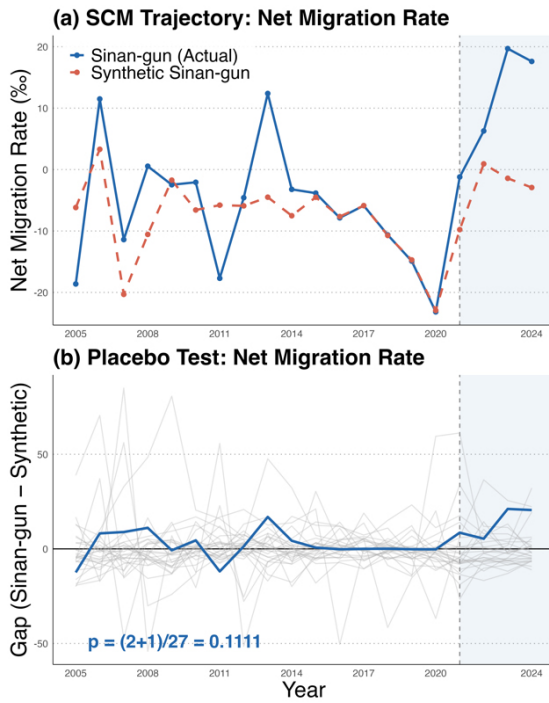 (a) SCM Trajectory: Net Migration Rate
Net Migration Rate (‰)
20
10
0
-10
-20
Sinan-gun (Actual)
Synthetic Sinan-gun
2005 2008 2011 2014 2017 2020 2024
(b) Placebo Test: Net Migration Rate
Gap (Sinan-gun − Synthetic)
50
0
-50
p = (2+1)/27 = 0.1111
2005 2008 2011 2014 2017 2020 2024
Year